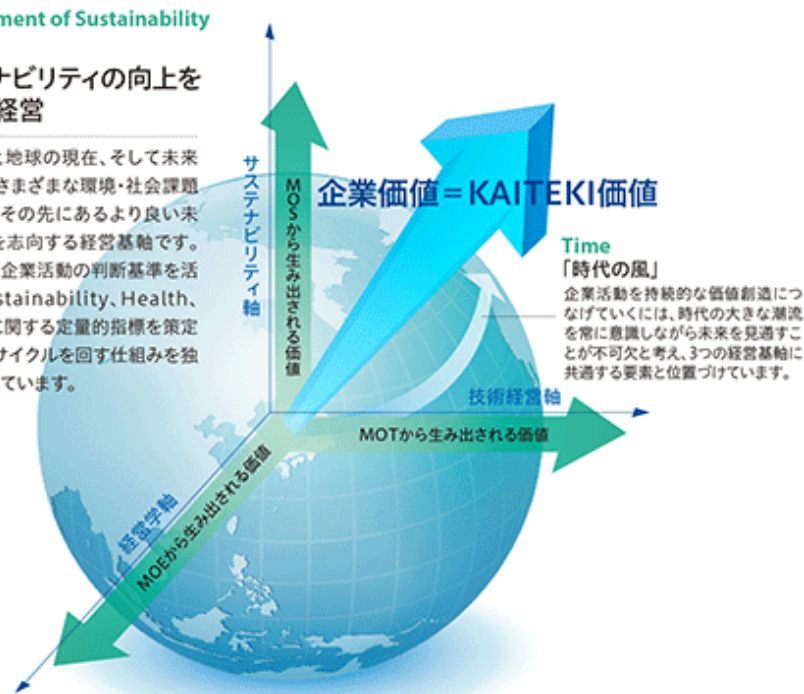 ment of Sustainability
ナビリティの向上を
経営
地球の現在、そして未来
さまざまな環境・社会課題
その先にあるより良い未
を志向する経営基軸です。
企業活動の判断基準を活
stainability、Health、
に関する定量的指標を策定
サイクルを回す仕組みを独
ています。
サステナビリティ軸
MOSから生み出される価値
企業価値=KAITEKI価値
Time
「時代の風」
企業活動を持続的な価値創造につ
なげていくには、時代の大きな潮流
を常に意識しながら未来を見通すこ
とが不可欠と考え、3つの経営基軸に
共通する要素と位置づけています。
技術経営軸
MOTから生み出される価値
経営学軸
MOEから生み出される価値